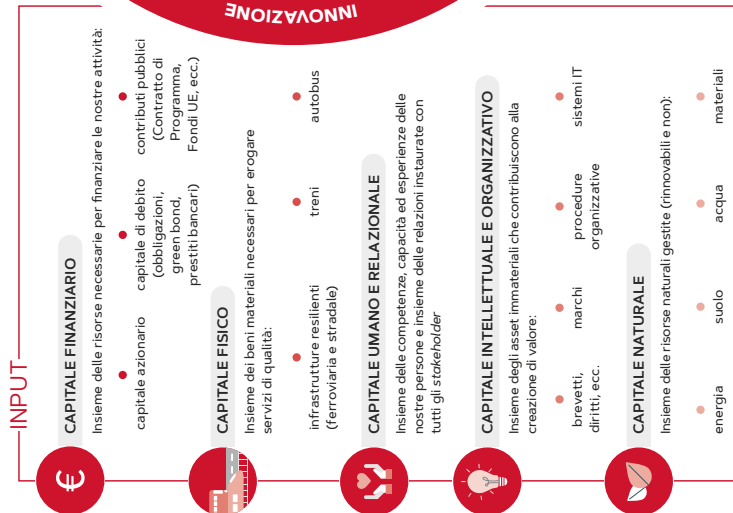 INPUT
CAPITALE FINANZIARIO
Insieme delle risorse necessarie per finanziare le nostre attività:
capitale azionario
capitale di debito
(obbligazioni,
green bond,
prestiti bancari)
contributi pubblici
(Contratto di
Programma,
Fondi UE, ecc.)
CAPITALE FISICO
Insieme dei beni materiali necessari per erogare
servizi di qualità:
infrastrutture resilienti
(ferroviaria e stradale)
treni
autobus
CAPITALE UMANO E RELAZIONALE
Insieme delle competenze, capacità ed esperienze delle
nostre persone e insieme delle relazioni instaurate con
tutti gli stakeholder
CAPITALE INTELLETTUALE E ORGANIZZATIVO
Insieme degli asset immateriali che contribuiscono alla
creazione di valore:
brevetti,
diritti, ecc.
marchi
procedure
organizzative
sistemi IT
CAPITALE NATURALE
Insieme delle risorse naturali gestite (rinnovabili e non):
energia
suolo
acqua
materiali
INNOVAZIONE